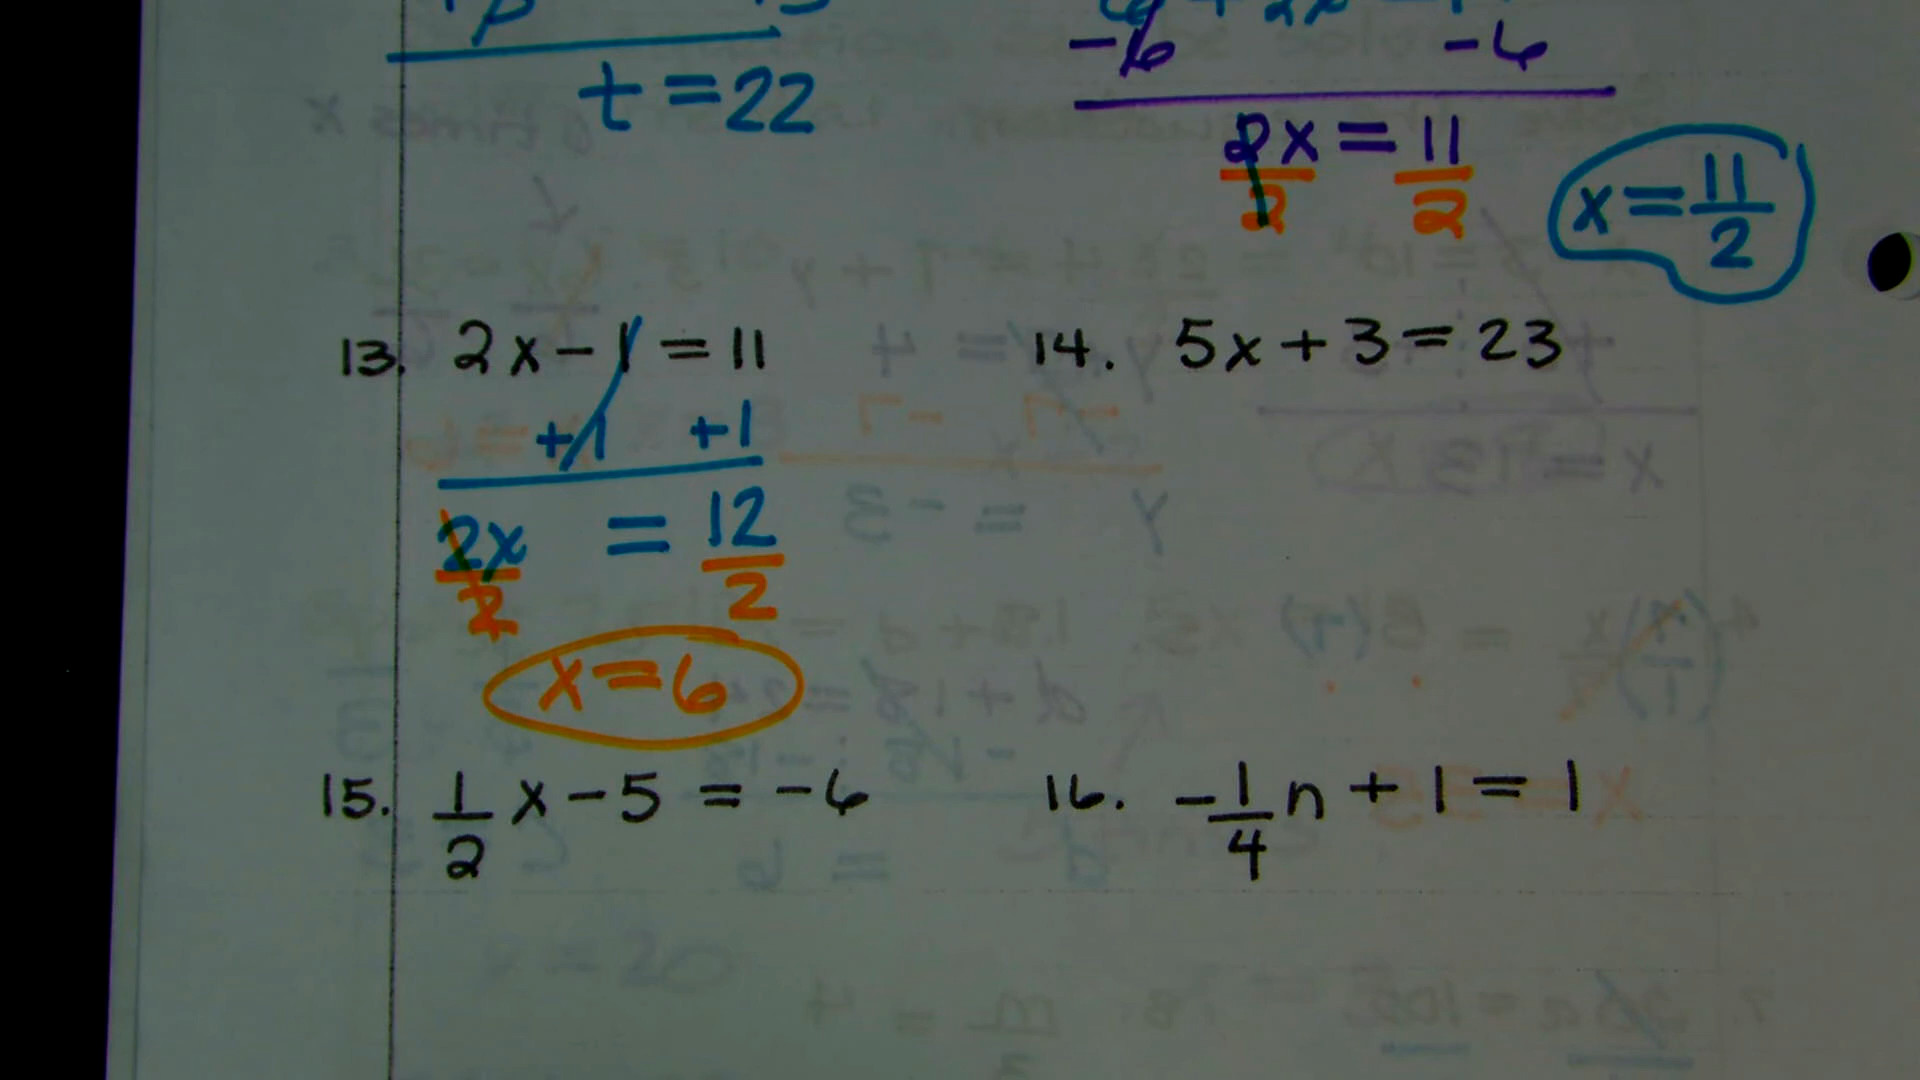 t = 22
-6 -6
2x = 11
2 2
x = 11/2
13. 2x - 1 = 11
+1 +1
2x = 12
2 2
x = 6
14. 5x + 3 = 23
15. 1/2 x - 5 = -6
16. -1/4 n + 1 = 1